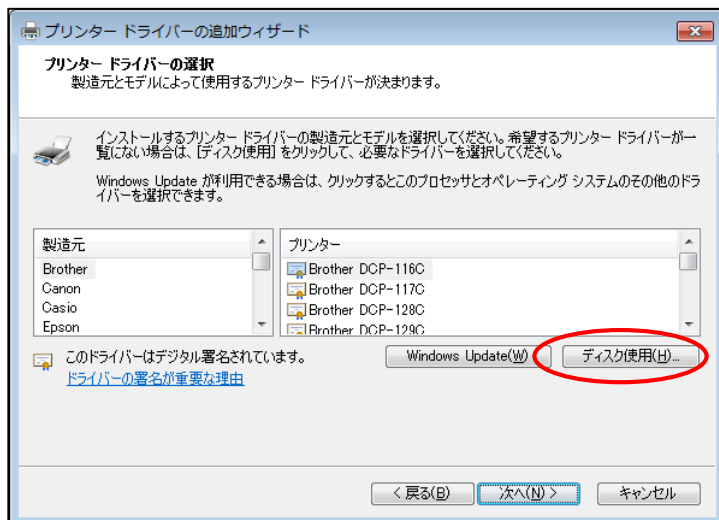 プリンター ドライバーの追加ウィザード
プリンター ドライバーの選択
製造元とモデルによって使用するプリンター ドライバーが決まります。
インストールするプリンター ドライバーの製造元とモデルを選択してください。希望するプリンター ドライバーが一
覧にない場合は、[ディスク使用] をクリックして、必要なドライバーを選択してください。
Windows Update が利用できる場合は、クリックするとこのプロセッサとオペレーティング システムのその他のドラ
イバーを選択できます。
製造元
Brother
Canon
Casio
Epson
プリンター
Brother DCP-116C
Brother DCP-117C
Brother DCP-128C
Brother DCP-129C
このドライバーはデジタル署名されています。
ドライバーの署名が重要な理由
Windows Update(W)
ディスク使用(H)...
< 戻る(B)
次へ(N) >
キャンセル